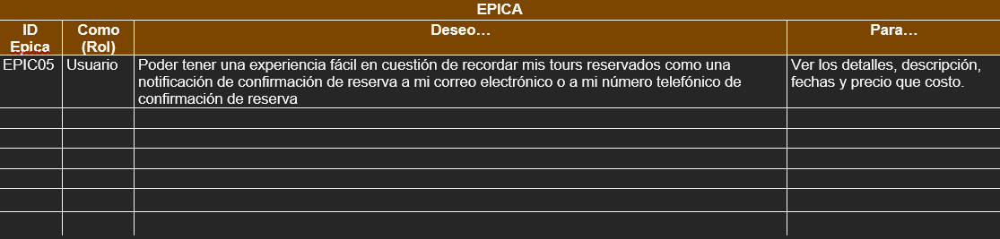 EPICA
ID Epica
Como (Rol)
Deseo…
Para…
EPIC05
Usuario
Poder tener una experiencia fácil en cuestión de recordar mis tours reservados como una
notificación de confirmación de reserva a mi correo electrónico o a mi número telefónico de
confirmación de reserva
Ver los detalles, descripción,
fechas y precio que costo.